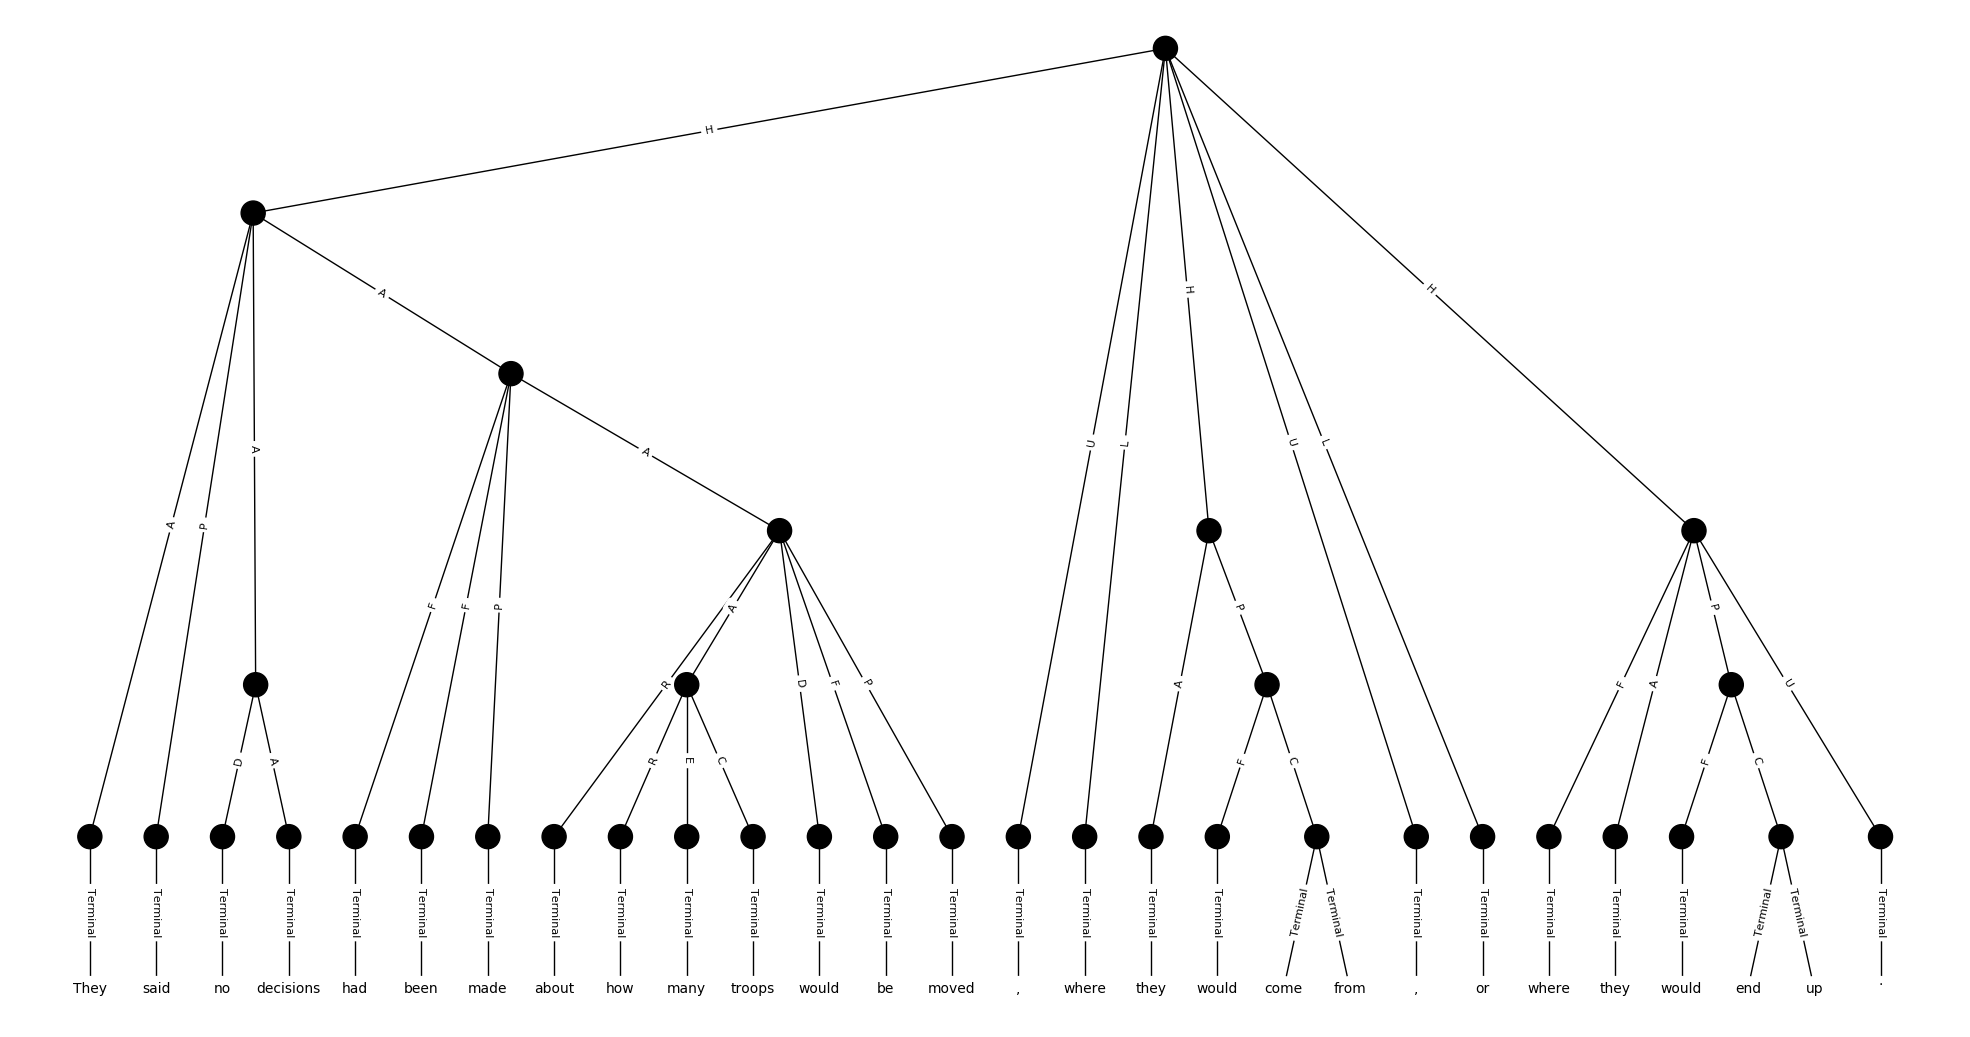 H
A
H
H
A
P
A
A
U
L
U
L
F
F
P
A
P
F
A
P
U
R
D
F
P
A
D
A
R
E
C
F
C
F
C
Terminal Terminal Terminal Terminal Terminal Terminal Terminal Terminal Terminal Terminal Terminal Terminal Terminal Terminal Terminal Terminal Terminal Terminal Terminal Terminal Terminal Terminal Terminal Terminal Terminal Terminal Terminal Terminal
They said no decisions had been made about how many troops would be moved , where they would come from , or where they would end up .